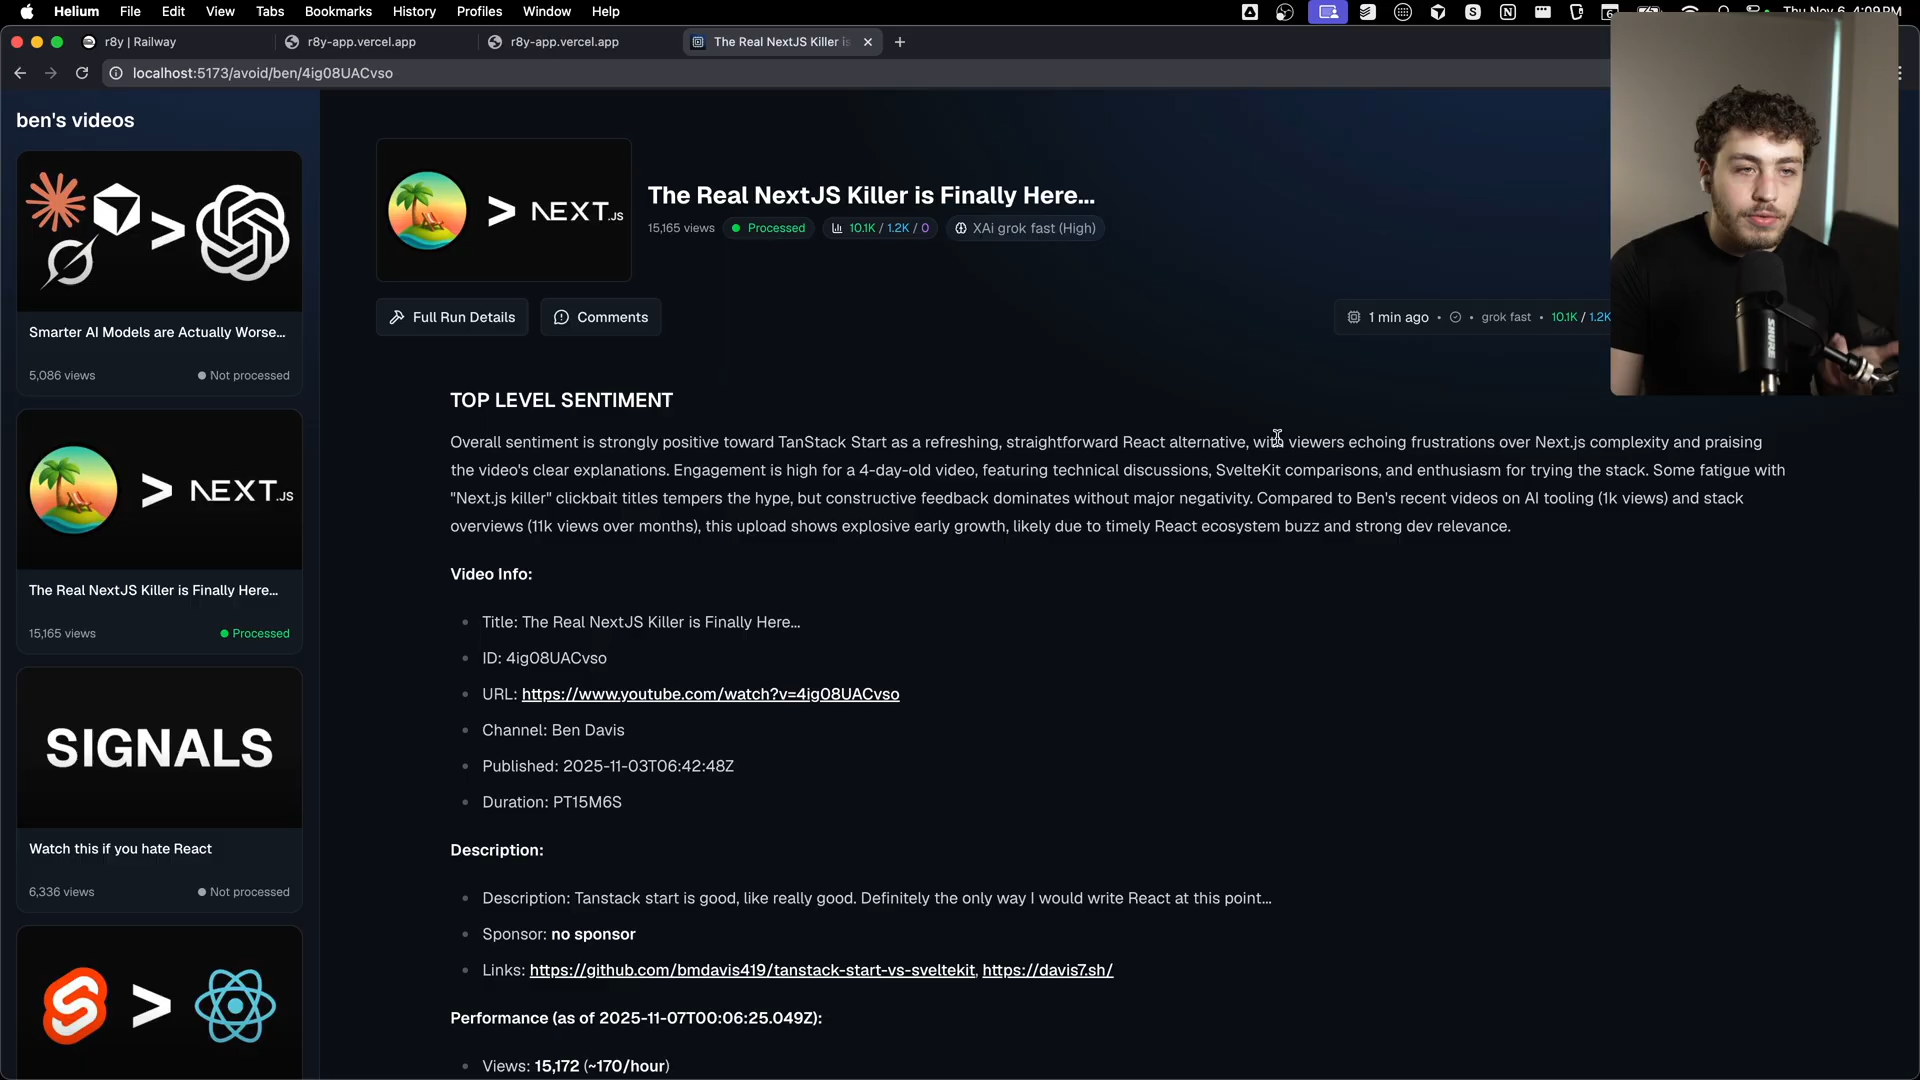 Helium File Edit View Tabs Bookmarks History Profiles Window Help
Thu Nov 6 4:09 PM
r8y | Railway
r8y-app.vercel.app
r8y-app.vercel.app
The Real NextJS Killer is
localhost:5173/avoid/ben/4ig08UACvso
ben's videos
Smarter AI Models are Actually Worse...
5,086 views
Not processed
> NEXT.JS
The Real NextJS Killer is Finally Here...
15,165 views
Processed
SIGNALS
Watch this if you hate React
6,336 views
Not processed
>
> NEXT.JS
The Real NextJS Killer is Finally Here...
15,165 views
Processed
10.1K / 1.2K / 0
XAi grok fast (High)
Full Run Details
Comments
1 min ago • • grok fast • 10.1K / 1.2K
TOP LEVEL SENTIMENT
Overall sentiment is strongly positive toward TanStack Start as a refreshing, straightforward React alternative, with viewers echoing frustrations over Next.js complexity and praising
the video's clear explanations. Engagement is high for a 4-day-old video, featuring technical discussions, SvelteKit comparisons, and enthusiasm for trying the stack. Some fatigue with
"Next.js killer" clickbait titles tempers the hype, but constructive feedback dominates without major negativity. Compared to Ben's recent videos on AI tooling (1k views) and stack
overviews (11k views over months), this upload shows explosive early growth, likely due to timely React ecosystem buzz and strong dev relevance.
Video Info:
• Title: The Real NextJS Killer is Finally Here...
• ID: 4ig08UACvso
• URL: https://www.youtube.com/watch?v=4ig08UACvso
• Channel: Ben Davis
• Published: 2025-11-03T06:42:48Z
• Duration: PT15M6S
Description:
• Description: Tanstack start is good, like really good. Definitely the only way I would write React at this point...
• Sponsor: no sponsor
• Links: https://github.com/bmdavis419/tanstack-start-vs-sveltekit, https://davis7.sh/
Performance (as of 2025-11-07T00:06:25.049Z):
• Views: 15,172 (~170/hour)